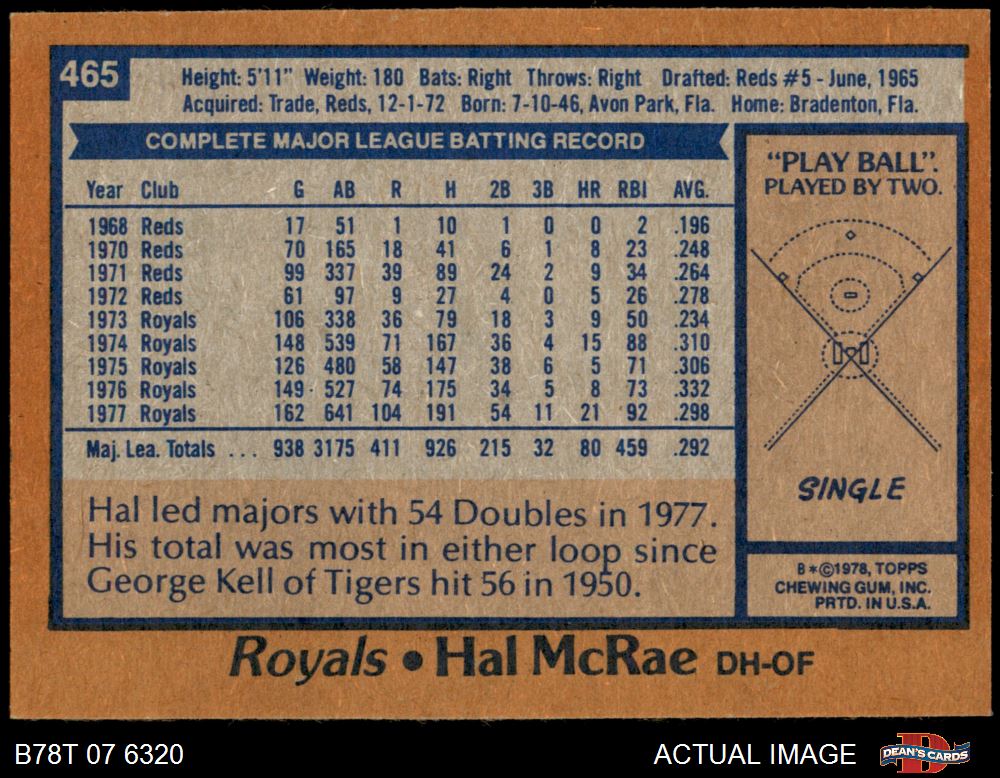 465
Height: 5'11" Weight: 180 Bats: Right Throws: Right Drafted: Reds #5 - June, 1965
Acquired: Trade, Reds, 12-1-72 Born: 7-10-46, Avon Park, Fla. Home: Bradenton, Fla.
COMPLETE MAJOR LEAGUE BATTING RECORD
Year Club G AB R H 2B 3B HR RBI AVG.
1968 Reds 17 51 1 10 1 0 0 2 .196
1970 Reds 70 165 18 41 6 1 8 23 .248
1971 Reds 99 337 39 89 24 2 9 34 .264
1972 Reds 61 97 9 27 4 0 5 26 .278
1973 Royals 106 338 36 79 18 3 9 50 .234
1974 Royals 148 539 71 167 36 4 15 88 .310
1975 Royals 126 480 58 147 38 6 5 71 .306
1976 Royals 149 527 74 175 34 5 8 73 .332
1977 Royals 162 641 104 191 54 11 21 92 .298
Maj. Lea. Totals ... 938 3175 411 926 215 32 80 459 .292
Hal led majors with 54 Doubles in 1977.
His total was most in either loop since
George Kell of Tigers hit 56 in 1950.
"PLAY BALL".
PLAYED BY TWO.
SINGLE
B*©1978, TOPPS
CHEWING GUM, INC.
PRTD. IN U.S.A.
Royals • Hal McRae DH-OF
B78T 07 6320
ACTUAL IMAGE
D
DEAN'S CARDS